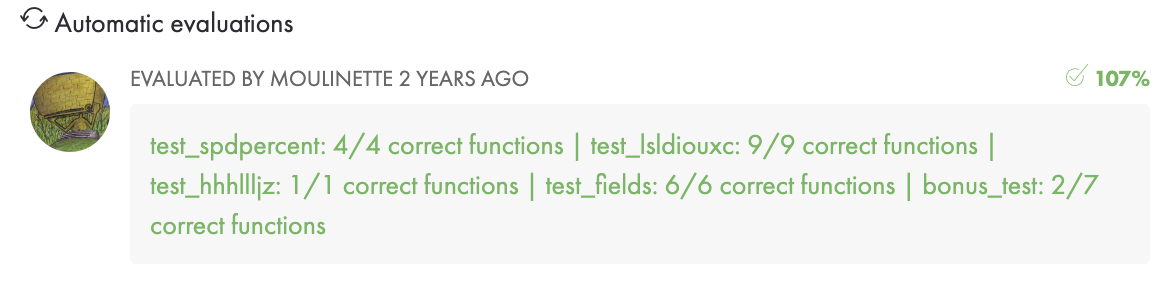 Automatic evaluations
EVALUATED BY MOULINETTE 2 YEARS AGO
107%
test_spdpercent: 4/4 correct functions | test_lsldiouxc: 9/9 correct functions |
test_hhhlllljz: 1/1 correct functions | test_fields: 6/6 correct functions | bonus_test: 2/7
correct functions